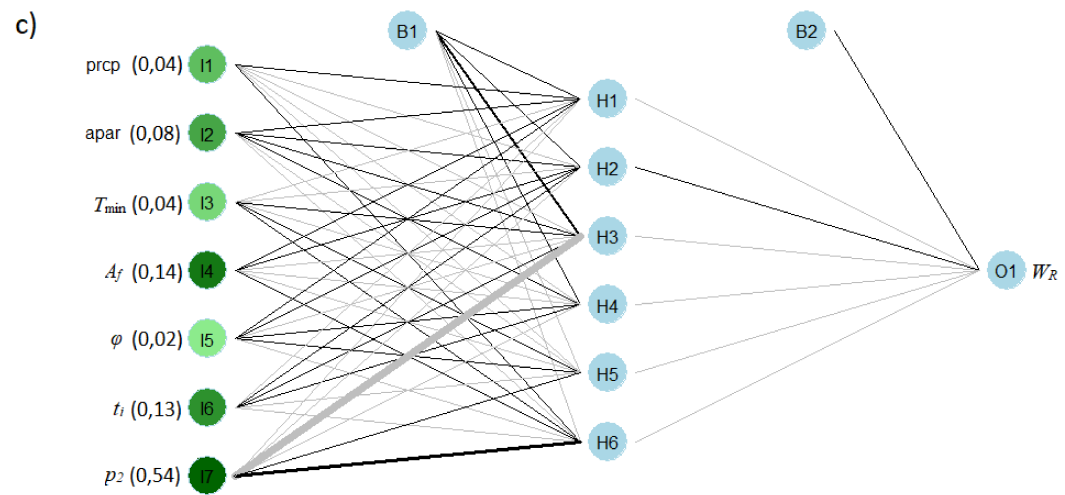 c)
B1
B2
prcp (0,04) I1
H1
apar (0,08) I2
H2
Tmin (0,04) I3
H3
Af (0,14) I4
O1 WR
H4
φ (0,02) I5
H5
ti (0,13) I6
H6
p2 (0,54) I7